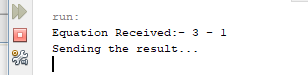 run:
Equation Received:- 3 - 1
Sending the result...